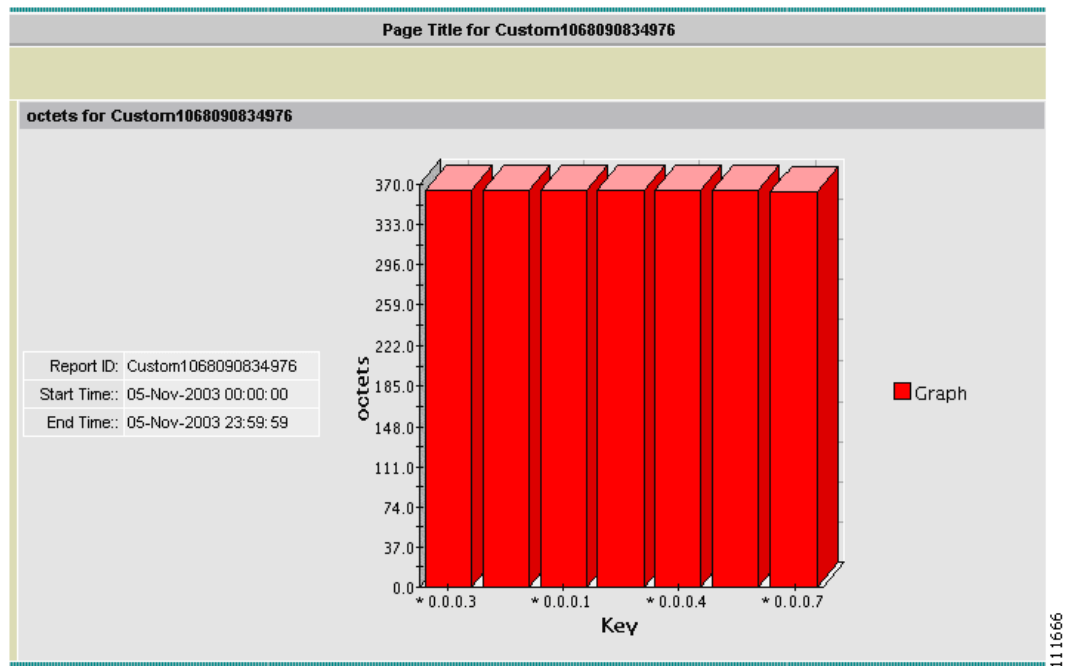 Page Title for Custom1068090834976
octets for Custom1068090834976
Report ID: Custom1068090834976
Start Time:: 05-Nov-2003 00:00:00
End Time:: 05-Nov-2003 23:59:59
octets
370.0
333.0
296.0
259.0
222.0
185.0
148.0
111.0
74.0
37.0
0.0
* 0.0.0.3
* 0.0.0.1
* 0.0.0.4
* 0.0.0.7
Key
Graph
111666